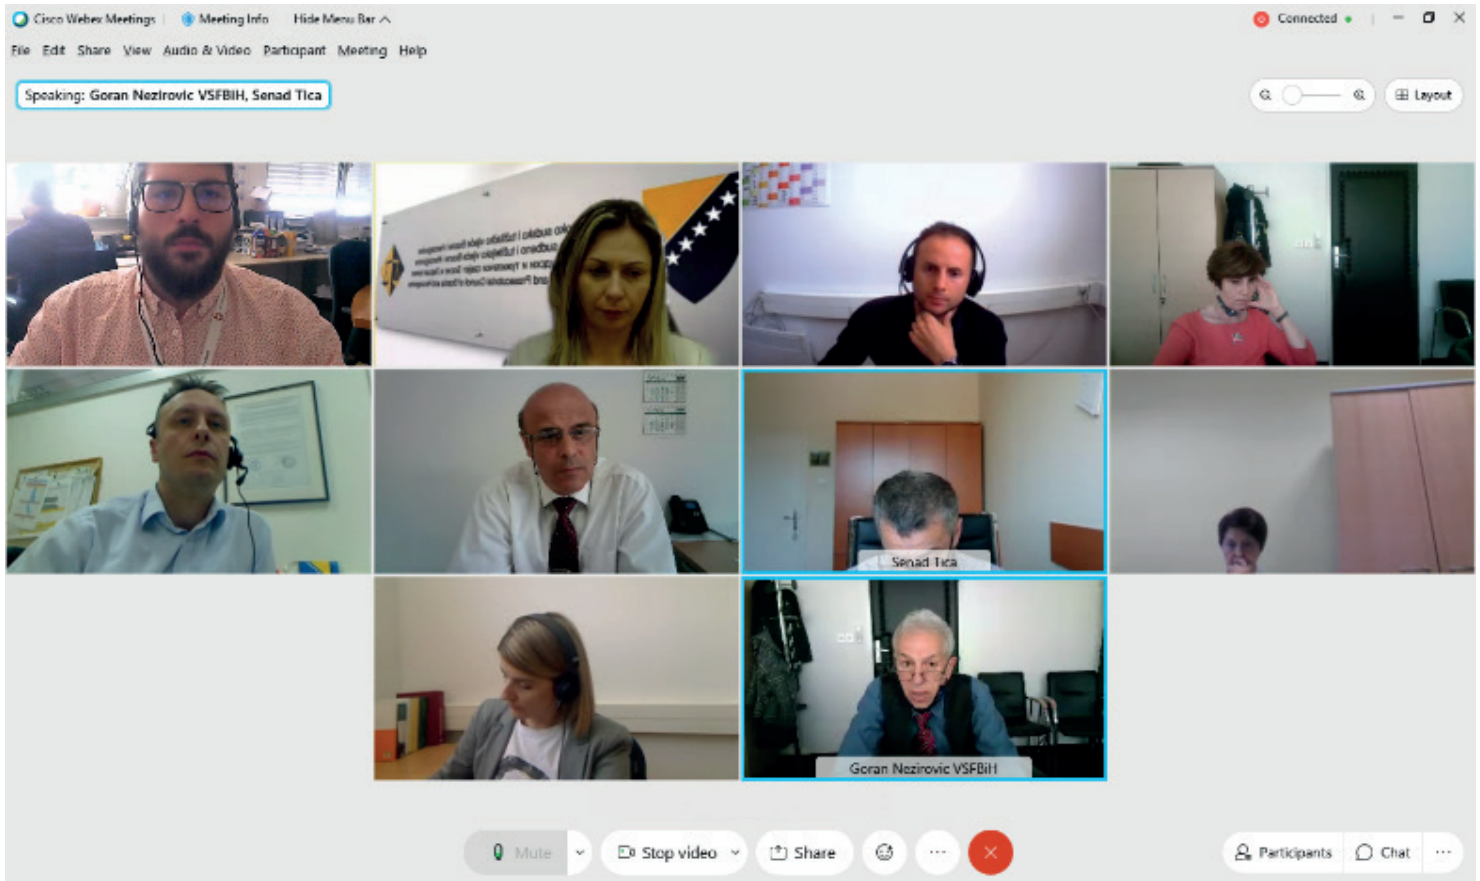 Cisco Webex Meetings
Meeting Info
Hide Menu Bar
Connected
File Edit Share View Audio & Video Participant Meeting Help
Speaking: Goran Nezirovic VSFBiH, Senad Tica
Layout
Senad Tica
Goran Nezirovic VSFBiH
Mute
Stop video
Share
Participants
Chat